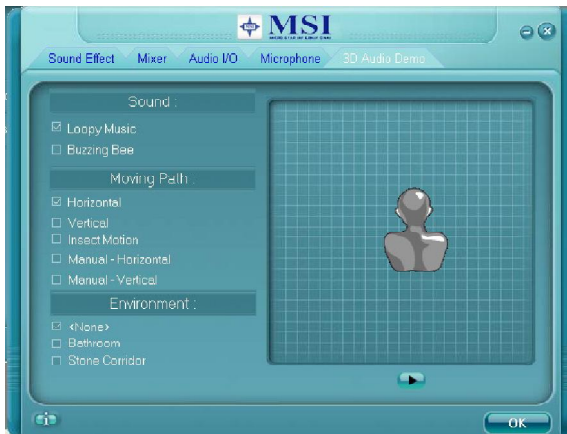 MSI
Sound Effect Mixer Audio I/O Microphone 3D Audio Demo
Sound :
Loopy Music
Buzzing Bee
Moving Path :
Horizontal
Vertical
Insect Motion
Manual - Horizontal
Manual - Vertical
Environment :
<None>
Bathroom
Stone Corridor
OK